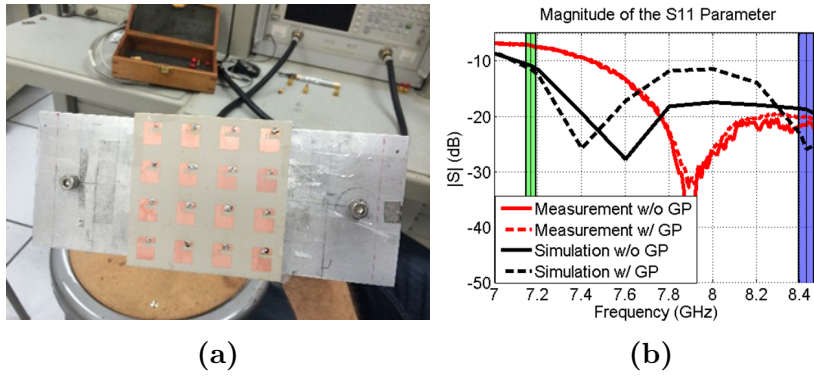 Magnitude of the S11 Parameter
-10
-20
-30
-40
-50
|S| (dB)
Measurement w/o GP
Measurement w/ GP
Simulation w/o GP
Simulation w/ GP
7 7.2 7.4 7.6 7.8 8 8.2 8.4
Frequency (GHz)
(a) (b)